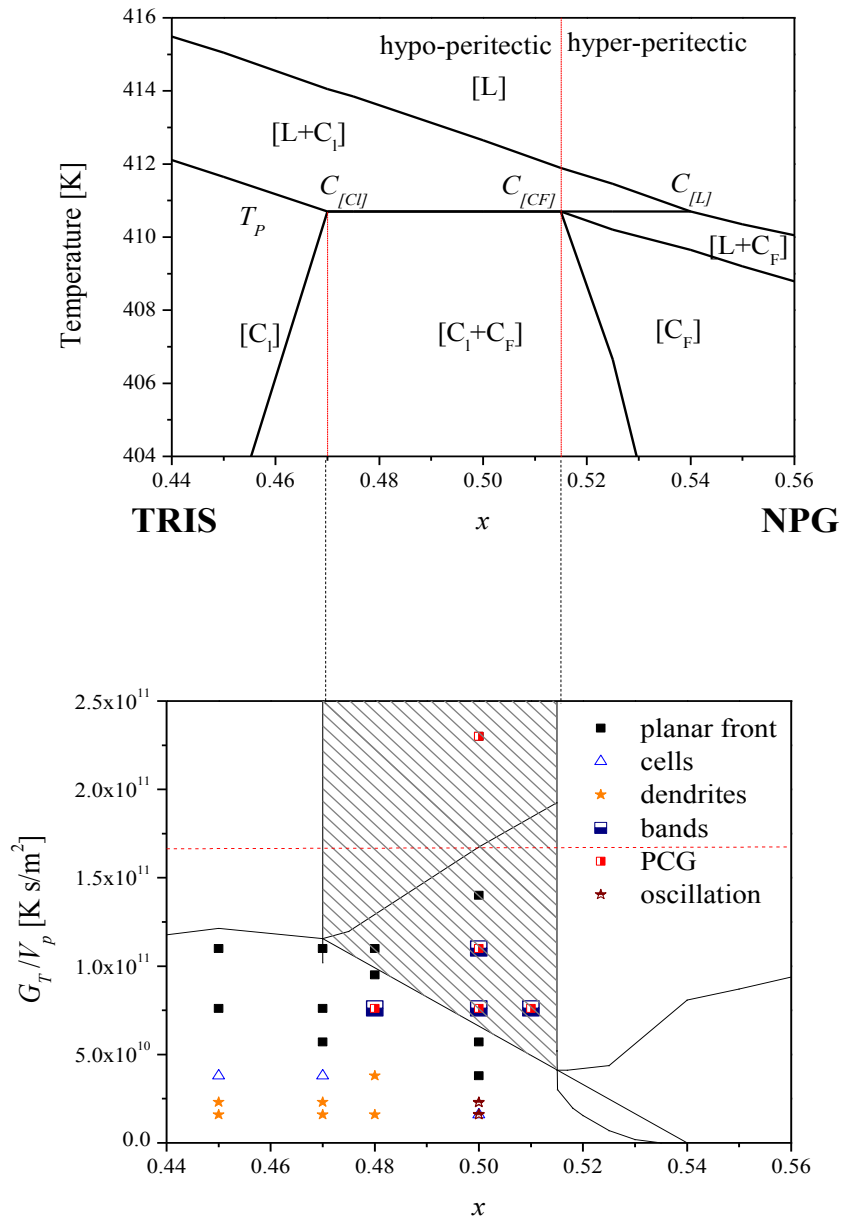 416
414
412
410
408
406
404
Temperature [K]
hypo-peritectic
hyper-peritectic
[L]
[L+C_l]
C_[Cl]
C_[CF]
C_[L]
T_P
[L+C_F]
[C_l]
[C_l+C_F]
[C_F]
0.44 0.46 0.48 0.50 0.52 0.54 0.56
TRIS x NPG
2.5x10^11
2.0x10^11
1.5x10^11
1.0x10^11
5.0x10^10
0.0
G_T/V_p [K s/m^2]
planar front
cells
dendrites
bands
PCG
oscillation
0.44 0.46 0.48 0.50 0.52 0.54 0.56
x